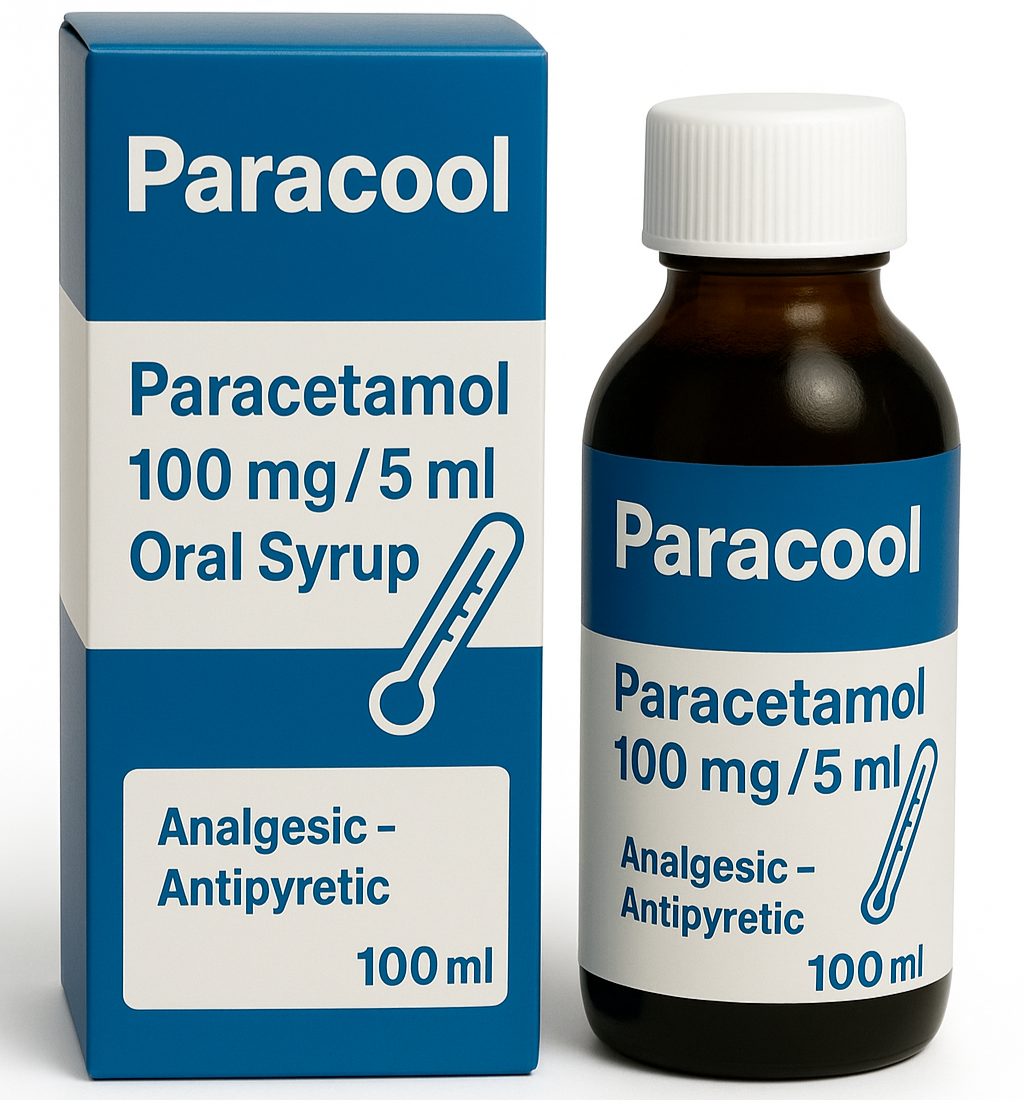 Paracool
Paracetamol
100 mg / 5 ml
Oral Syrup
Analgesic –
Antipyretic
100 ml
Paracool
Paracetamol
100 mg / 5 ml
Analgesic –
Antipyretic
100 ml